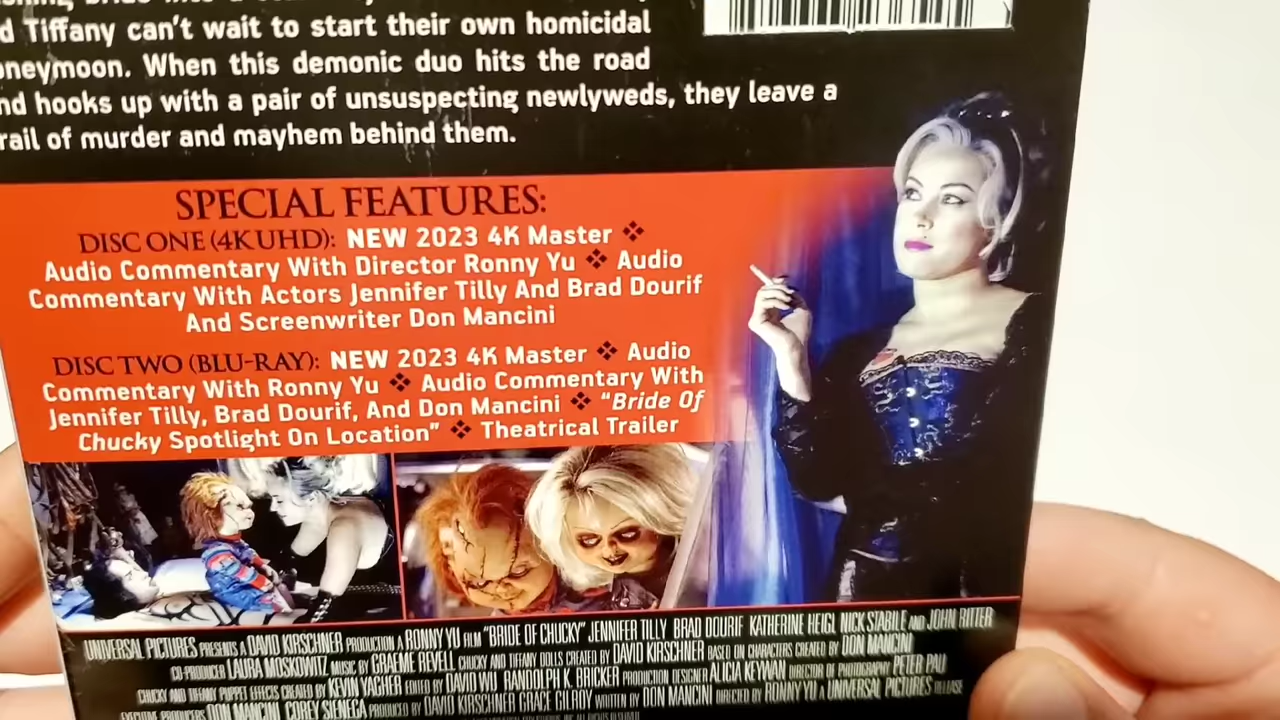 d Tiffany can't wait to start their own homicidal
oneymoon. When this demonic duo hits the road
nd hooks up with a pair of unsuspecting newlyweds, they leave a
rail of murder and mayhem behind them.
SPECIAL FEATURES:
DISC ONE (4K UHD): NEW 2023 4K Master ❖
Audio Commentary With Director Ronny Yu ❖ Audio
Commentary With Actors Jennifer Tilly And Brad Dourif
And Screenwriter Don Mancini
DISC TWO (BLU-RAY): NEW 2023 4K Master ❖ Audio
Commentary With Ronny Yu ❖ Audio Commentary With
Jennifer Tilly, Brad Dourif, And Don Mancini ❖ "Bride Of
Chucky Spotlight On Location" ❖ Theatrical Trailer
UNIVERSAL PICTURES PRESENTS A DAVID KIRSCHNER PRODUCTION A RONNY YU FILM "BRIDE OF CHUCKY" JENNIFER TILLY BRAD DOURIF KATHERINE HEIGL NICK STABILE AND JOHN RITTER
CO-PRODUCER LAURA MOSKOWITZ MUSIC BY GRAEME REVELL CHUCKY AND TIFFANY DOLLS CREATED BY DAVID KIRSCHNER BASED ON CHARACTERS CREATED BY DON MANCINI
CHUCKY AND TIFFANY PUPPET EFFECTS CREATED BY KEVIN YAGHER EDITED BY DAVID WU RANDOLPH K. BRICKER PRODUCTION DESIGNER ALICIA KEYWAN DIRECTOR OF PHOTOGRAPHY PETER PAU
EXECUTIVE PRODUCERS DON MANCINI COREY SIENEGA PRODUCED BY DAVID KIRSCHNER GRACE GILROY WRITTEN BY DON MANCINI DIRECTED BY RONNY YU A UNIVERSAL PICTURES RELEASE